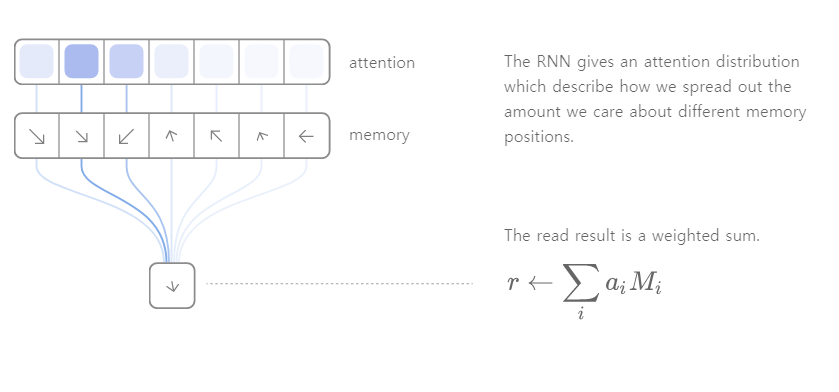 attention
The RNN gives an attention distribution
which describe how we spread out the
amount we care about different memory
positions.
memory
The read result is a weighted sum.
r ← ∑ aᵢMᵢ
i